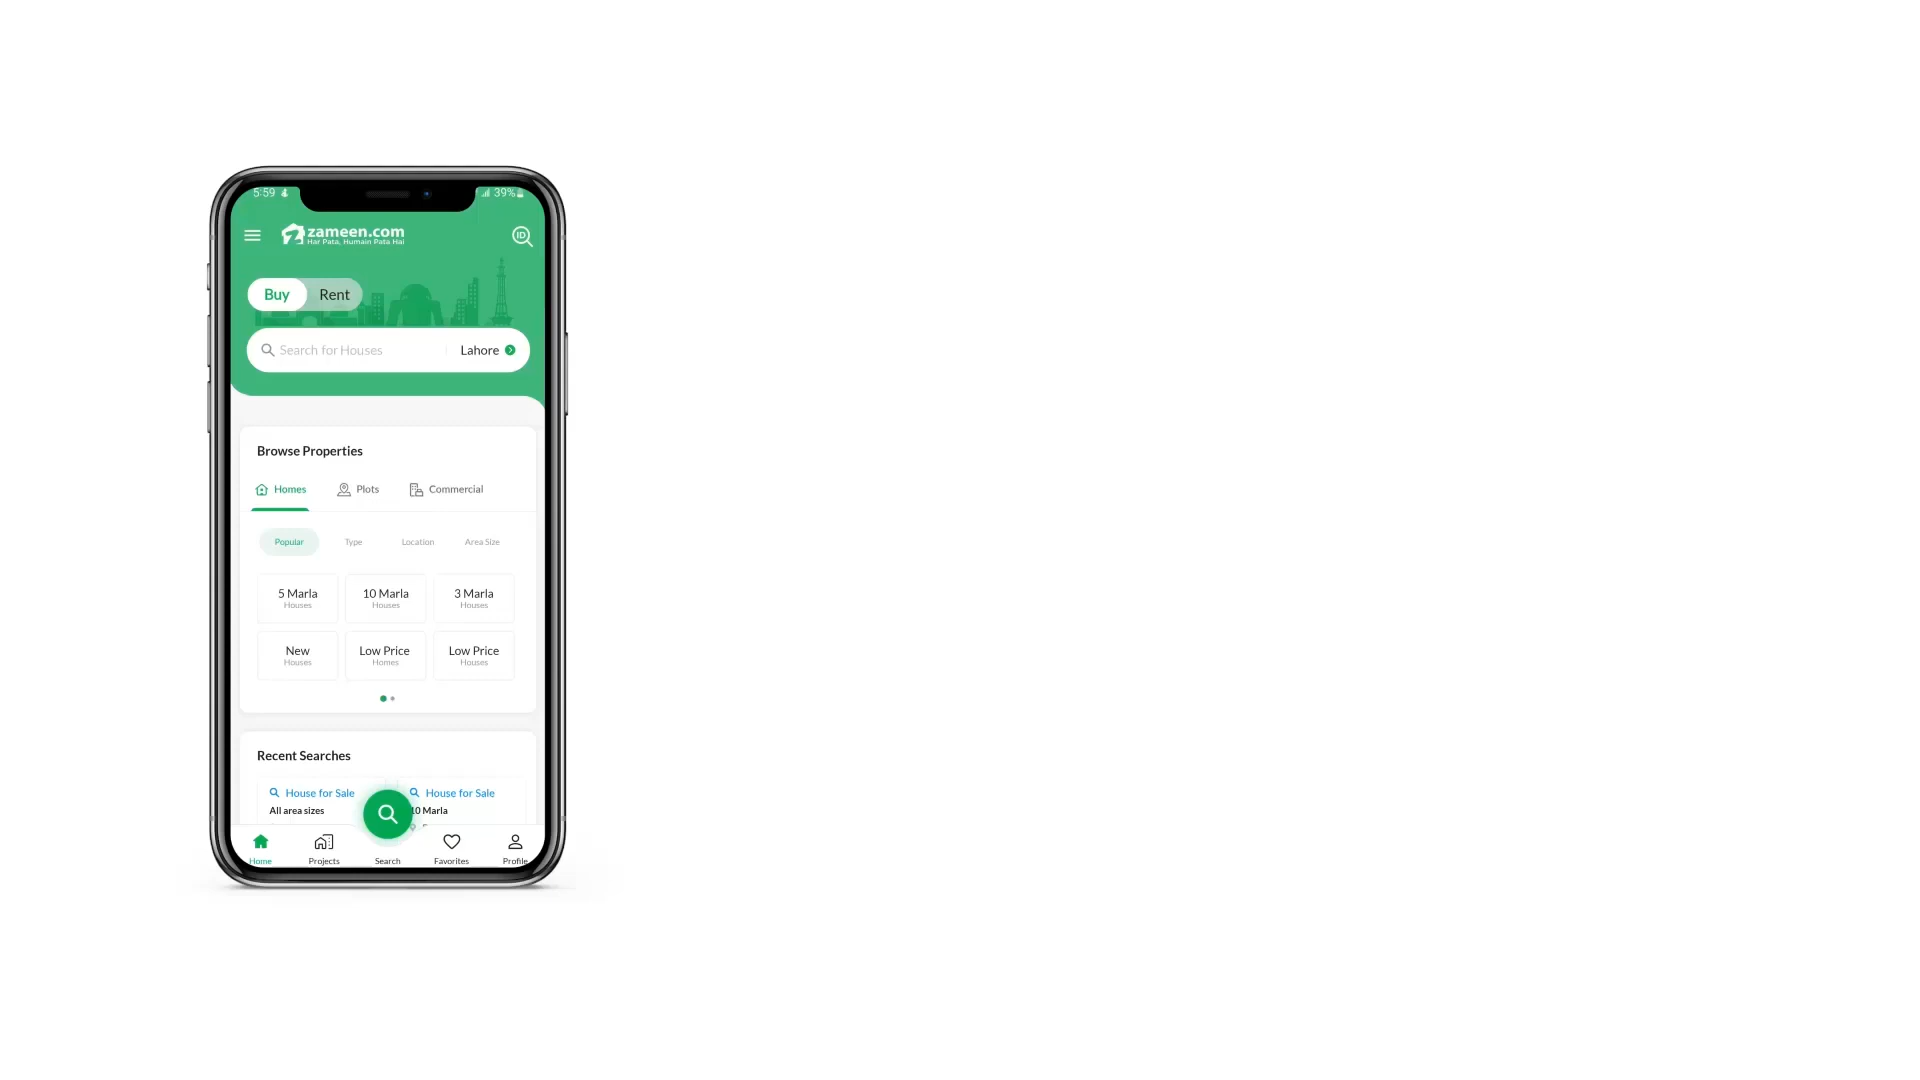 5:59
39%
zameen.com
Har Pata, Humain Pata Hai
ID
Buy Rent
Search for Houses Lahore
Browse Properties
Homes Plots Commercial
Popular Type Location Area Size
5 Marla 10 Marla 3 Marla
Houses Houses Houses
New Low Price Low Price
Houses Homes Houses
Recent Searches
House for Sale House for Sale
All area sizes 10 Marla
Home Projects Search Favorites Profile